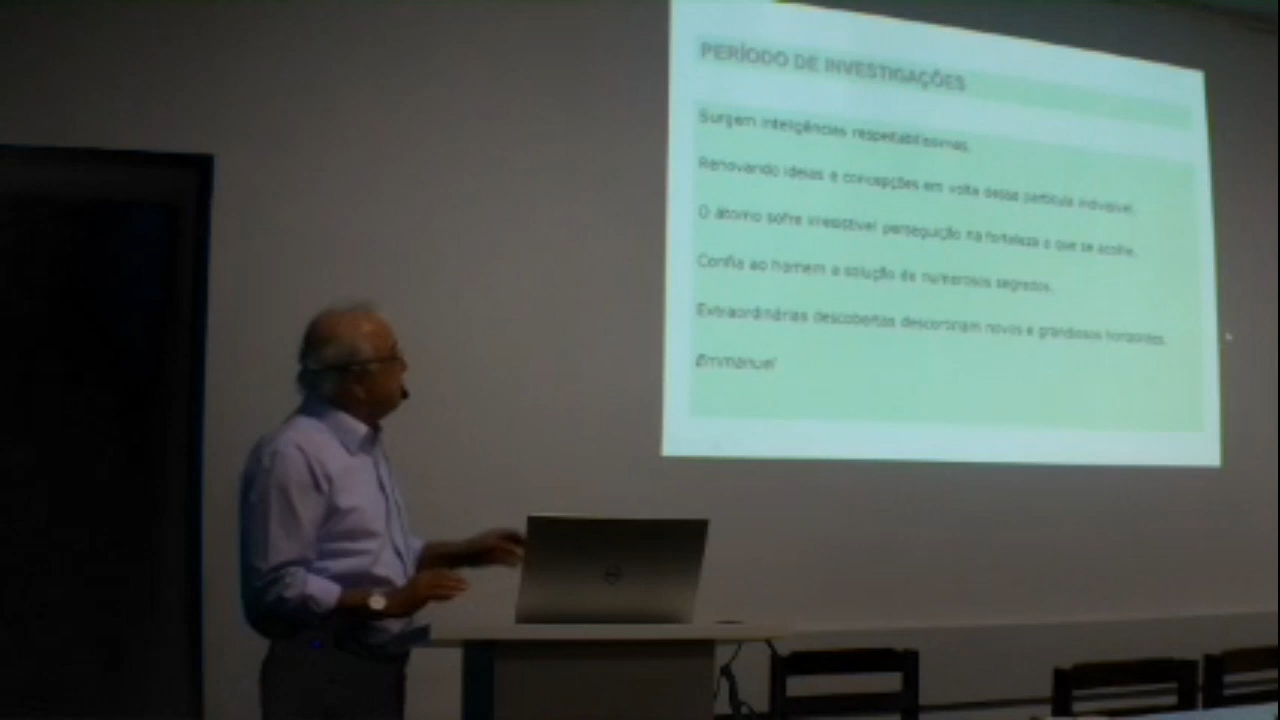 PERÍODO DE INVESTIGAÇÕES
Surgem inteligências respeitabilíssimas,
Renovando ideias e concepções em volta dessa partícula indivisível.
O átomo sofre irresistível perseguição na fortaleza a que se acolhe.
Confia ao homem a solução de numerosos segredos.
Extraordinárias descobertas descortinam novos e grandiosos horizontes.
Emmanuel